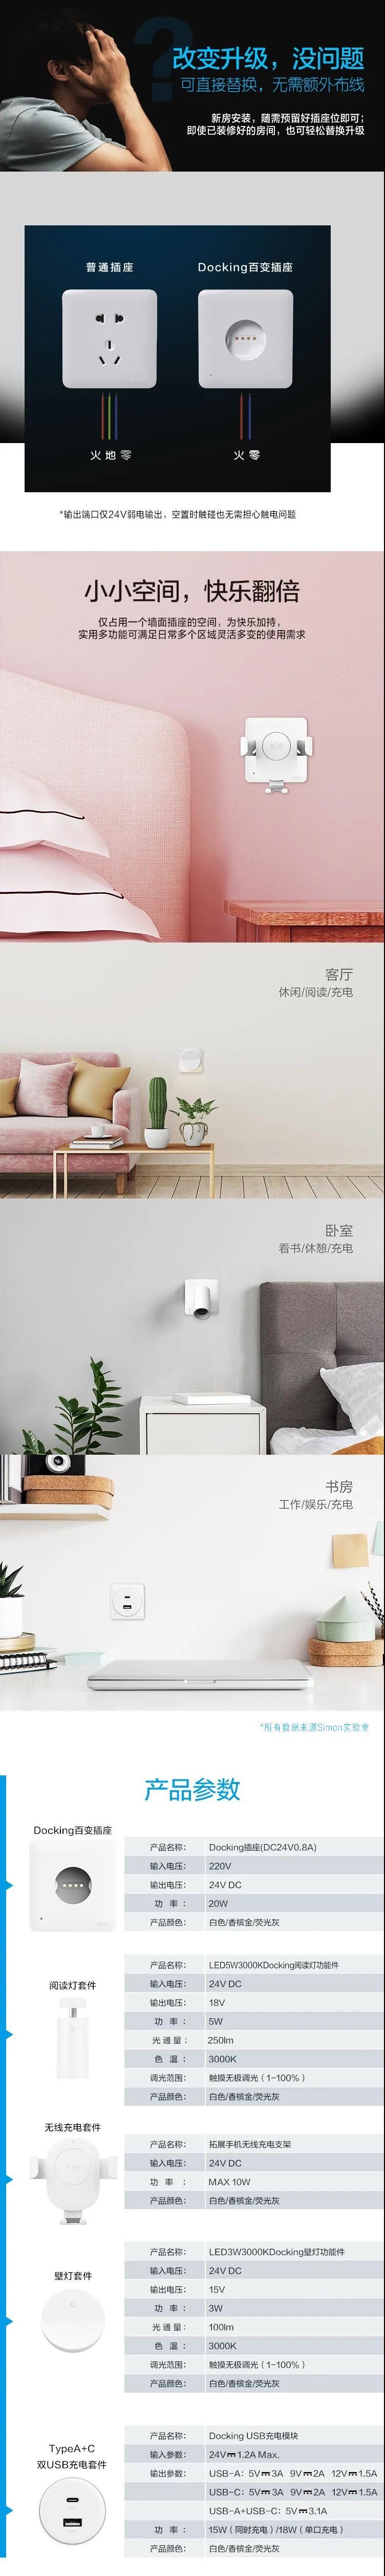 改变升级，没问题
可直接替换，无需额外布线
新房安装，随需预留好插座位即可；
即使已装修好的房间，也可轻松替换升级
普通插座
Docking百变插座
火 地 零
火 零
*输出端口仅24V弱电输出，空置时触碰也无需担心触电问题
小小空间，快乐翻倍
仅占用一个墙面插座的空间，为快乐加持，
实用多功能可满足日常多个区域灵活多变的使用需求
客厅
休闲/阅读/充电
卧室
看书/休憩/充电
书房
工作/娱乐/充电
*所有数据来源Simon实验室
产品参数
Docking百变插座
产品名称： Docking插座(DC24V0.8A)
输入电压： 220V
输出电压： 24V DC
功 率： 20W
产品颜色： 白色/香槟金/荧光灰
阅读灯套件
产品名称： LED5W3000KDocking阅读灯功能件
输入电压： 24V DC
输出电压： 18V
功 率： 5W
光 通 量： 250lm
色 温： 3000K
调光范围： 触摸无极调光（1-100%）
产品颜色： 白色/香槟金/荧光灰
无线充电套件
产品名称： 拓展手机无线充电支架
输入电压： 24V DC
功 率： MAX 10W
产品颜色： 白色/香槟金/荧光灰
壁灯套件
产品名称： LED3W3000KDocking壁灯功能件
输入电压： 24V DC
输出电压： 15V
功 率： 3W
光 通 量： 100lm
色 温： 3000K
调光范围： 触摸无极调光（1-100%）
产品颜色： 白色/香槟金/荧光灰
TypeA+C
双USB充电套件
产品名称： Docking USB充电模块
输入参数： 24V⎓1.2A Max.
输出参数： USB-A：5V⎓3A 9V⎓2A 12V⎓1.5A
USB-C：5V⎓3A 9V⎓2A 12V⎓1.5A
USB-A+USB-C：5V⎓3.1A
功 率： 15W（同时充电）/18W（单口充电）
产品颜色： 白色/香槟金/荧光灰